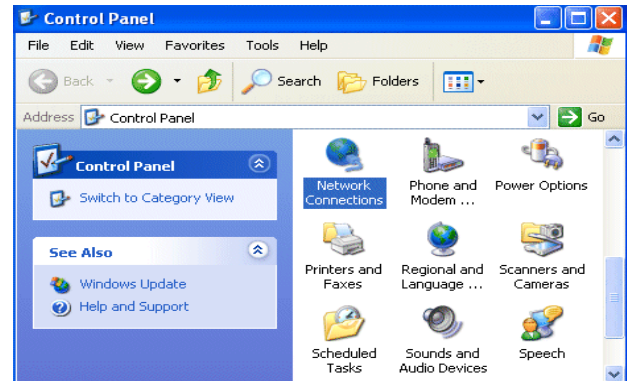 Control Panel
File Edit View Favorites Tools Help
Back Search Folders
Address Control Panel Go
Control Panel
Switch to Category View
See Also
Windows Update
Help and Support
Network Connections
Phone and Modem ...
Power Options
Printers and Faxes
Regional and Language ...
Scanners and Cameras
Scheduled Tasks
Sounds and Audio Devices
Speech